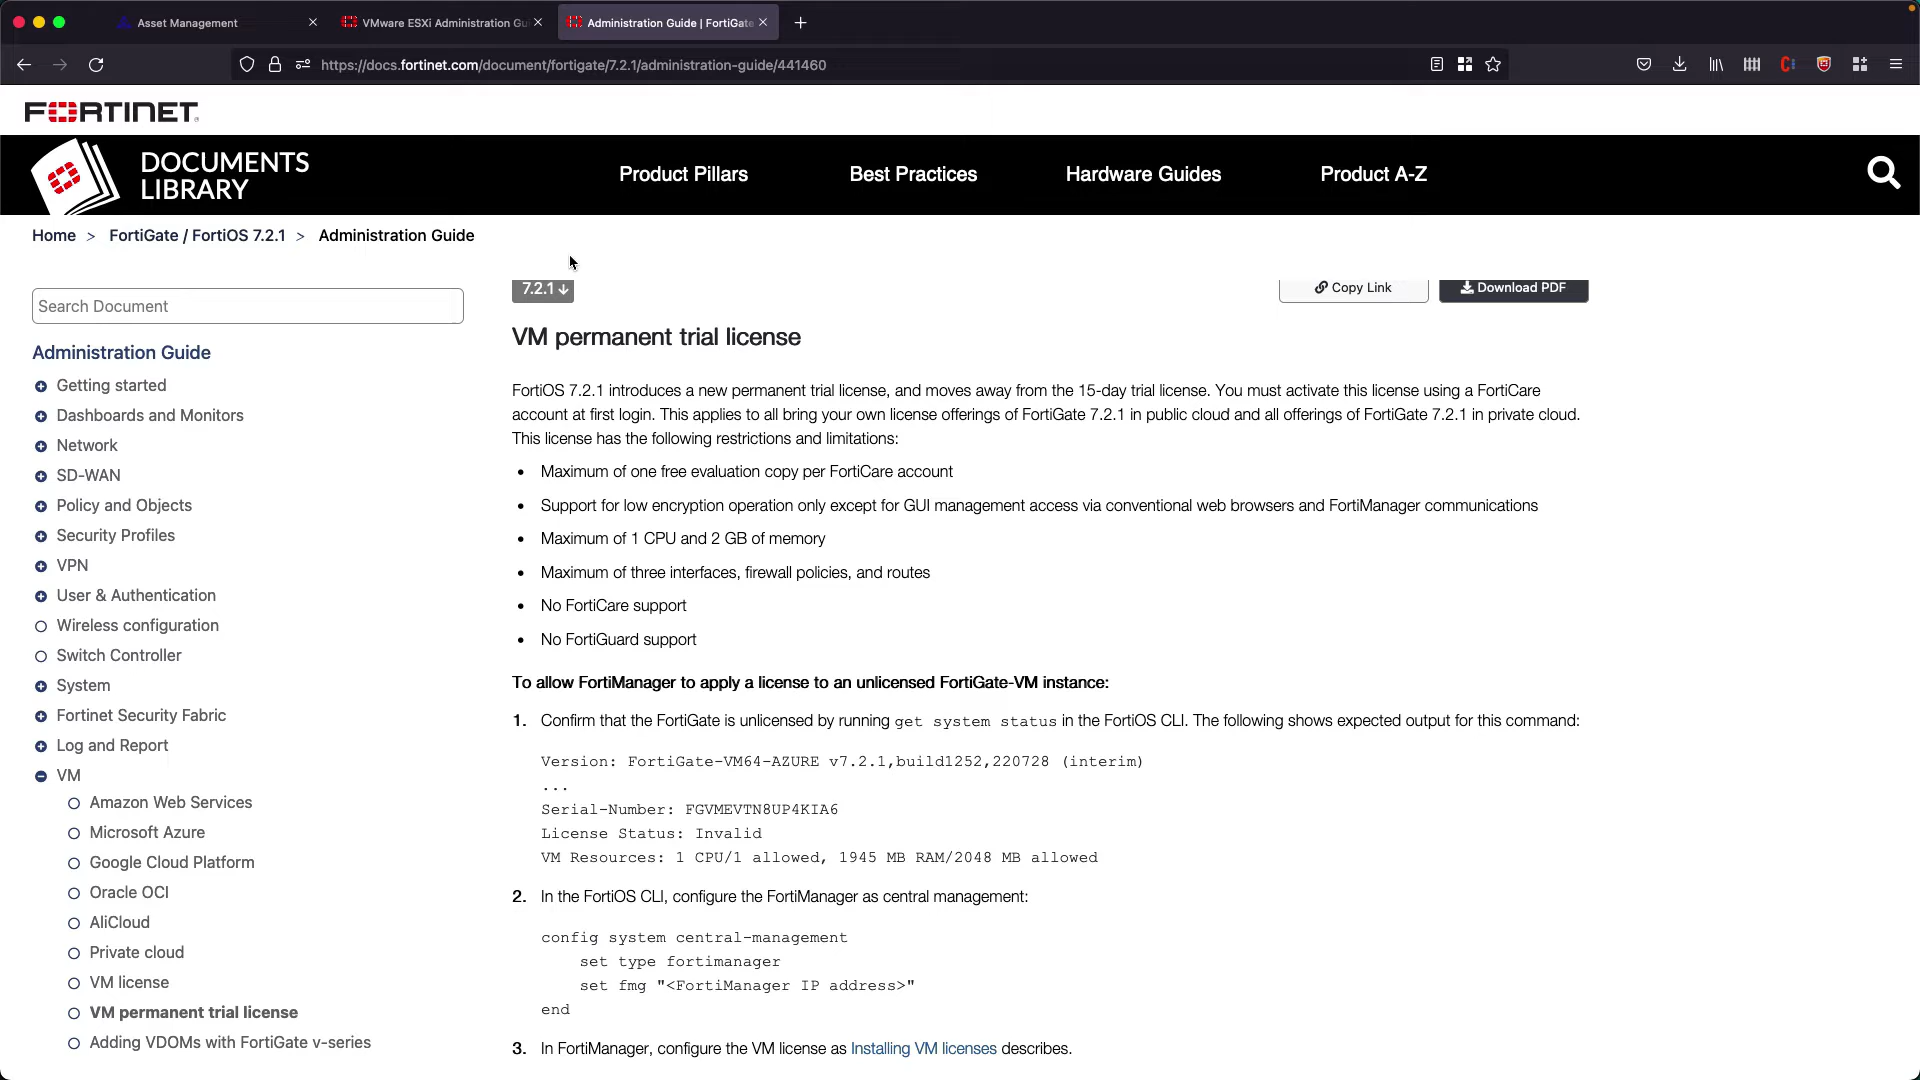 Asset Management
VMware ESXi Administration Gu
Administration Guide | FortiGate
https://docs.fortinet.com/document/fortigate/7.2.1/administration-guide/441460
FORTINET
DOCUMENTS
LIBRARY
Product Pillars
Best Practices
Hardware Guides
Product A-Z
Home > FortiGate / FortiOS 7.2.1 > Administration Guide
Search Document
Administration Guide
Getting started
Dashboards and Monitors
Network
SD-WAN
Policy and Objects
Security Profiles
VPN
User & Authentication
Wireless configuration
Switch Controller
System
Fortinet Security Fabric
Log and Report
VM
Amazon Web Services
Microsoft Azure
Google Cloud Platform
Oracle OCI
AliCloud
Private cloud
VM license
VM permanent trial license
Adding VDOMs with FortiGate v-series
7.2.1
Copy Link
Download PDF
VM permanent trial license
FortiOS 7.2.1 introduces a new permanent trial license, and moves away from the 15-day trial license. You must activate this license using a FortiCare
account at first login. This applies to all bring your own license offerings of FortiGate 7.2.1 in public cloud and all offerings of FortiGate 7.2.1 in private cloud.
This license has the following restrictions and limitations:
• Maximum of one free evaluation copy per FortiCare account
• Support for low encryption operation only except for GUI management access via conventional web browsers and FortiManager communications
• Maximum of 1 CPU and 2 GB of memory
• Maximum of three interfaces, firewall policies, and routes
• No FortiCare support
• No FortiGuard support
To allow FortiManager to apply a license to an unlicensed FortiGate-VM instance:
1. Confirm that the FortiGate is unlicensed by running get system status in the FortiOS CLI. The following shows expected output for this command:
Version: FortiGate-VM64-AZURE v7.2.1,build1252,220728 (interim)
...
Serial-Number: FGVMEVTN8UP4KIA6
License Status: Invalid
VM Resources: 1 CPU/1 allowed, 1945 MB RAM/2048 MB allowed
2. In the FortiOS CLI, configure the FortiManager as central management:
config system central-management
set type fortimanager
set fmg "<FortiManager IP address>"
end
3. In FortiManager, configure the VM license as Installing VM licenses describes.